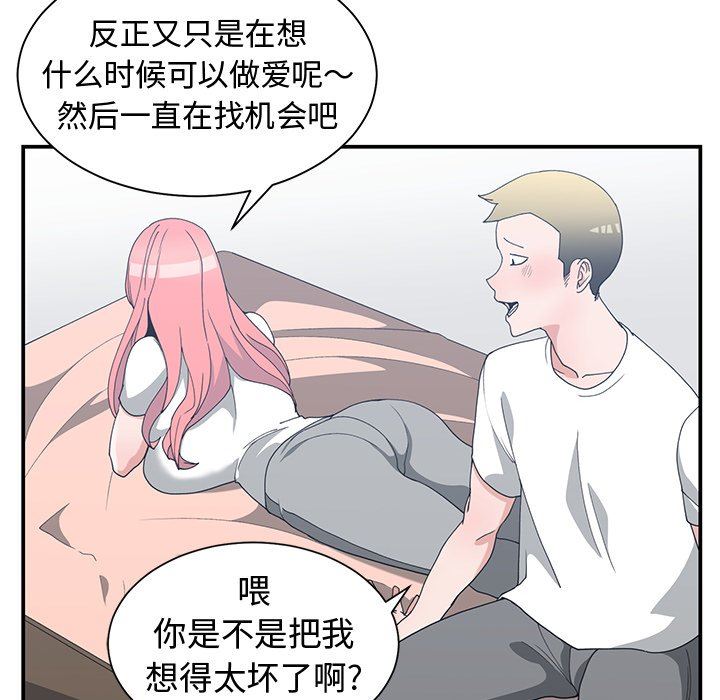 反正又只是在想
什么时候可以做爱呢～
然后一直在找机会吧
喂
你是不是把我
想得太坏了啊?